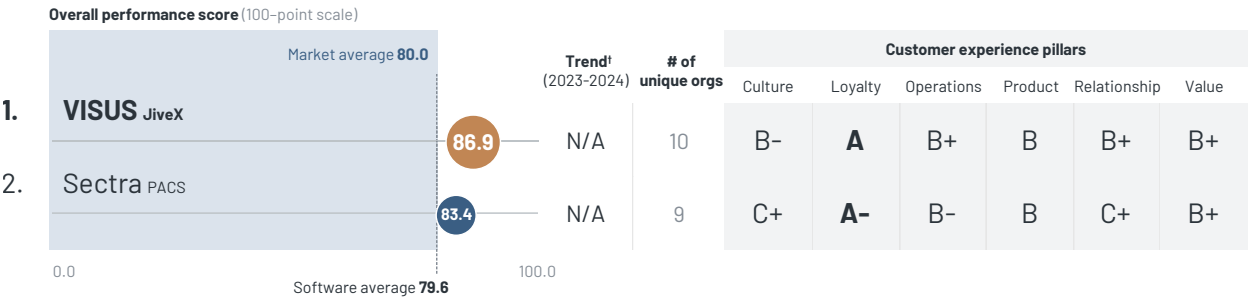 Overall performance score (100–point scale)
Market average 80.0
Trend†
(2023-2024)
# of
unique orgs
Customer experience pillars
Culture Loyalty Operations Product Relationship Value
1. VISUS JiveX
86.9 N/A 10 B- A B+ B B+ B+
2. Sectra PACS
83.4 N/A 9 C+ A- B- B C+ B+
0.0 100.0
Software average 79.6